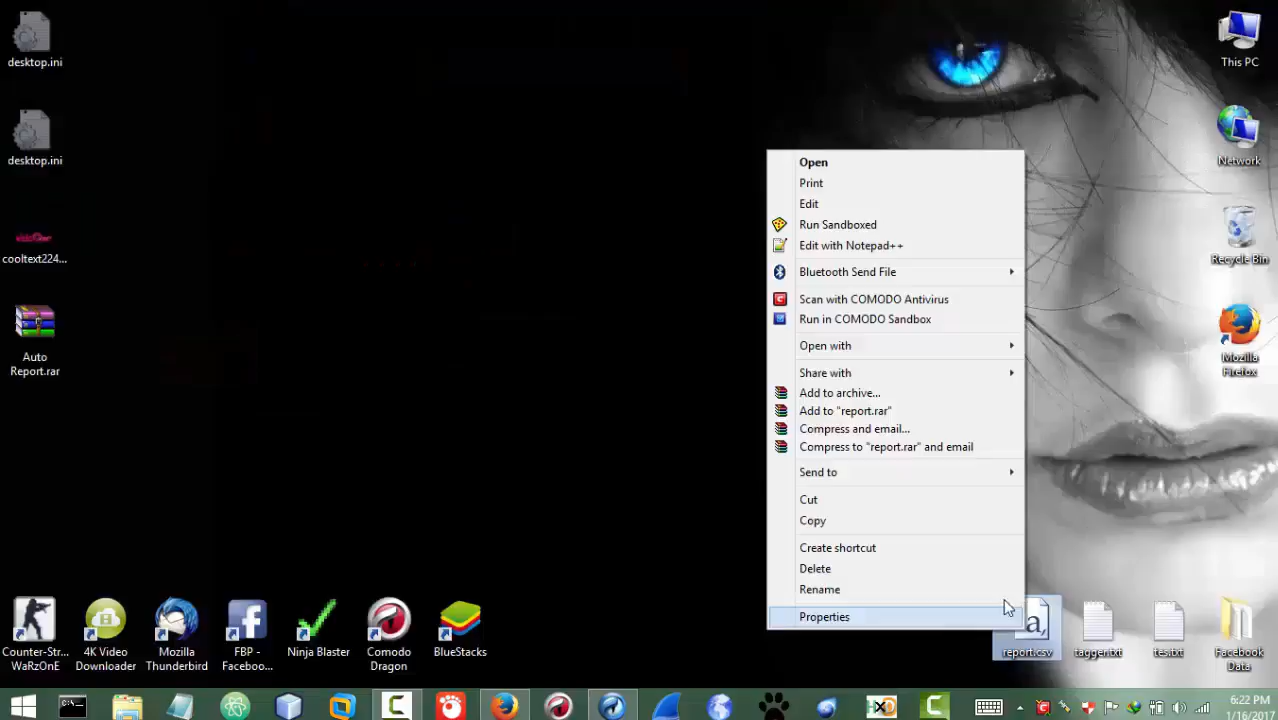 desktop.ini
desktop.ini
cooltext224...
Auto
Report.rar
This PC
Network
Recycle Bin
Mozilla
Firefox
Open
Print
Edit
Run Sandboxed
Edit with Notepad++
Bluetooth Send File
Scan with COMODO Antivirus
Run in COMODO Sandbox
Open with
Share with
Add to archive...
Add to "report.rar"
Compress and email...
Compress to "report.rar" and email
Send to
Cut
Copy
Create shortcut
Delete
Rename
Properties
a,
Counter-Str...
WaRzOnE
4K Video
Downloader
Mozilla
Thunderbird
FBP -
Faceboo...
Ninja Blaster
Comodo
Dragon
BlueStacks
report.csv
tagger.txt
tes.txt
Facebook
Data
6:22 PM
1/16/2017